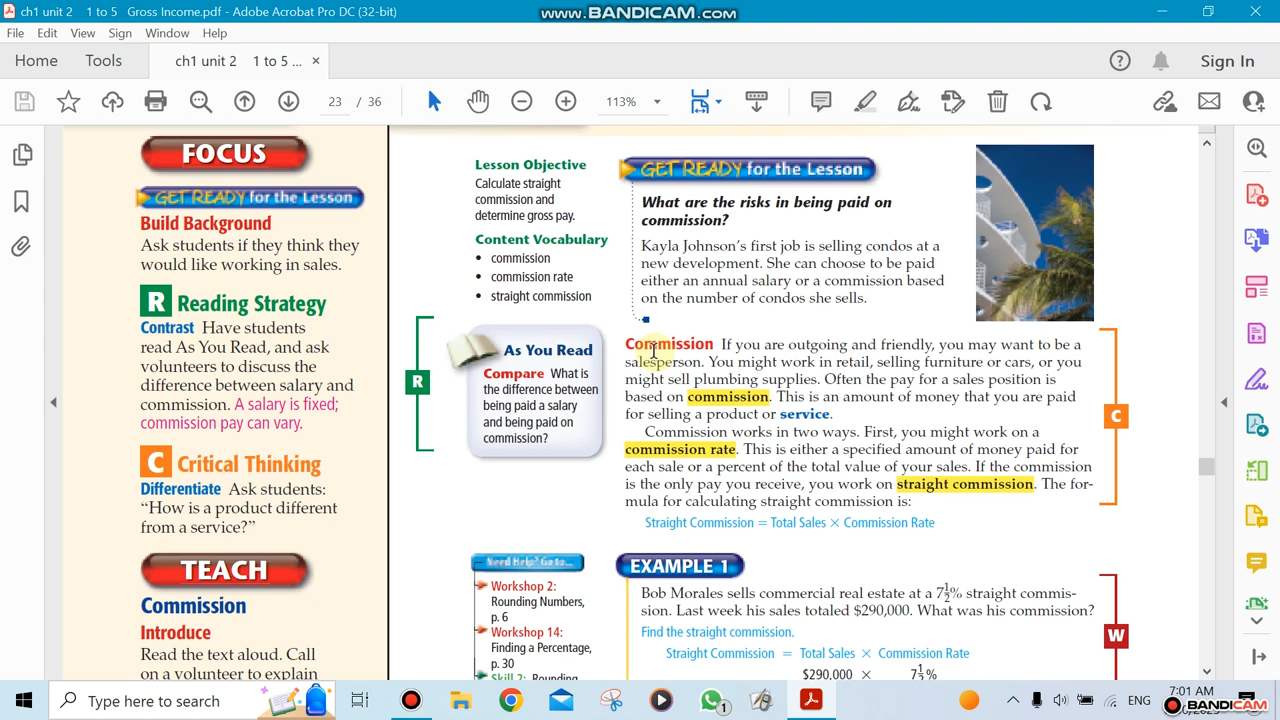 ch1 unit 2    1 to 5   Gross Income.pdf - Adobe Acrobat Pro DC (32-bit)
www.BANDICAM.com
File Edit View Sign Window Help
Home Tools ch1 unit 2    1 to 5 ... × Sign In
23 / 36 113%
FOCUS
GET READY for the Lesson
Build Background
Ask students if they think they
would like working in sales.
R Reading Strategy
Contrast Have students
read As You Read, and ask
volunteers to discuss the
difference between salary and
commission. A salary is fixed;
commission pay can vary.
C Critical Thinking
Differentiate Ask students:
“How is a product different
from a service?”
TEACH
Commission
Introduce
Read the text aloud. Call
on a volunteer to explain
Lesson Objective
Calculate straight
commission and
determine gross pay.
Content Vocabulary
• commission
• commission rate
• straight commission
R
As You Read
Compare What is
the difference between
being paid a salary
and being paid on
commission?
GET READY for the Lesson
What are the risks in being paid on
commission?
Kayla Johnson’s first job is selling condos at a
new development. She can choose to be paid
either an annual salary or a commission based
on the number of condos she sells.
Commission If you are outgoing and friendly, you may want to be a
salesperson. You might work in retail, selling furniture or cars, or you
might sell plumbing supplies. Often the pay for a sales position is
based on commission. This is an amount of money that you are paid
for selling a product or service.
Commission works in two ways. First, you might work on a
commission rate. This is either a specified amount of money paid for
each sale or a percent of the total value of your sales. If the commission
is the only pay you receive, you work on straight commission. The for-
mula for calculating straight commission is:
Straight Commission = Total Sales × Commission Rate
C
Need Help? Go to...
Workshop 2:
Rounding Numbers,
p. 6
Workshop 14:
Finding a Percentage,
p. 30
Skill 2: Rounding
EXAMPLE 1
Bob Morales sells commercial real estate at a 7½% straight commis-
sion. Last week his sales totaled $290,000. What was his commission?
Find the straight commission.
Straight Commission = Total Sales × Commission Rate
$290,000 × 7½%
W
Type here to search
1
ENG
7:01 AM
BANDICAM